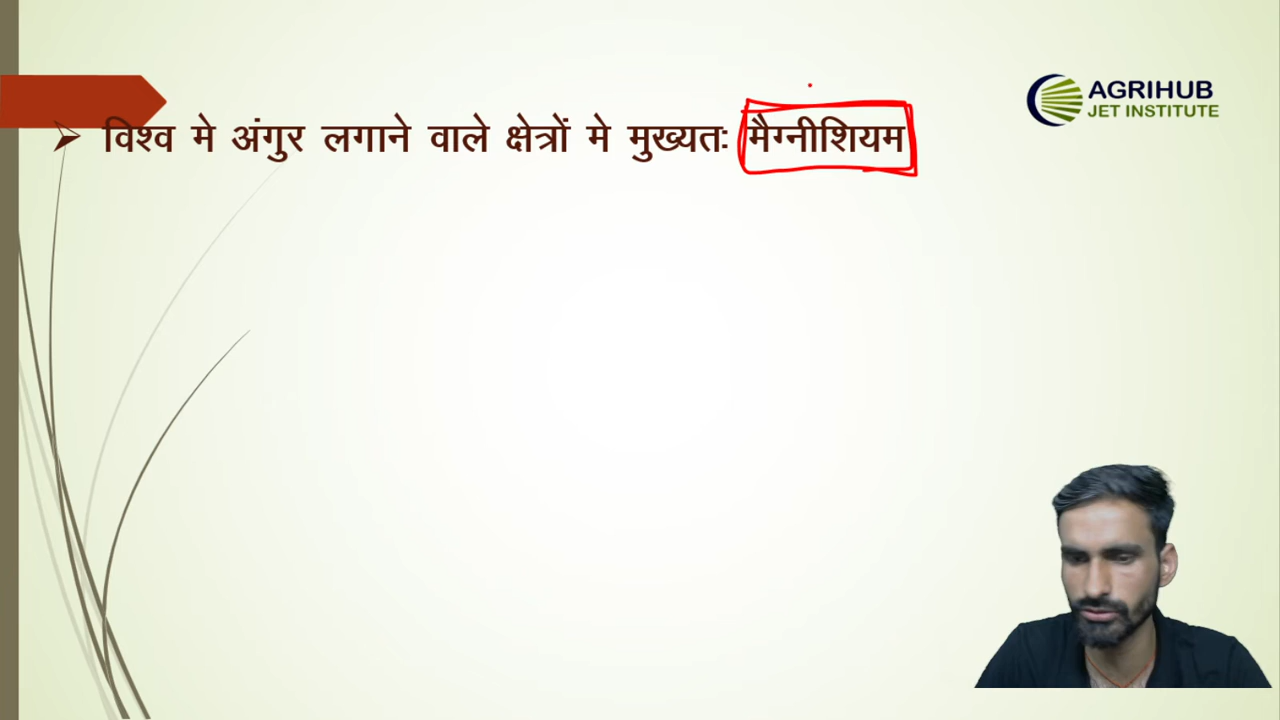 AGRIHUB
JET INSTITUTE
विश्व मे अंगुर लगाने वाले क्षेत्रों मे मुख्यतः मैग्नीशियम